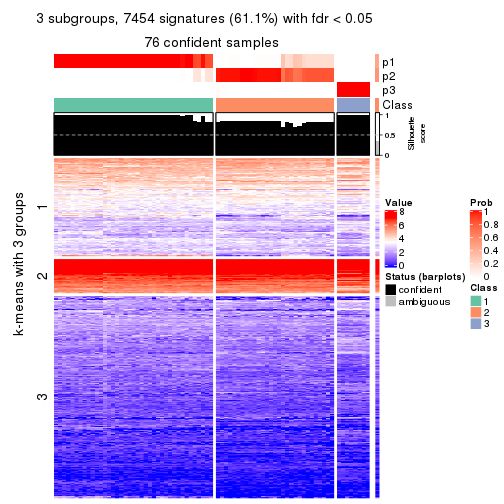 3 subgroups, 7454 signatures (61.1%) with fdr < 0.05
76 confident samples
p1
p2
p3
Class
1
0.5
0
Silhouette
score
k-means with 3 groups
1
2
3
Value
8
6
4
2
0
Status (barplots)
confident
ambiguous
Prob
1
0.8
0.6
0.4
0.2
0
Class
1
2
3